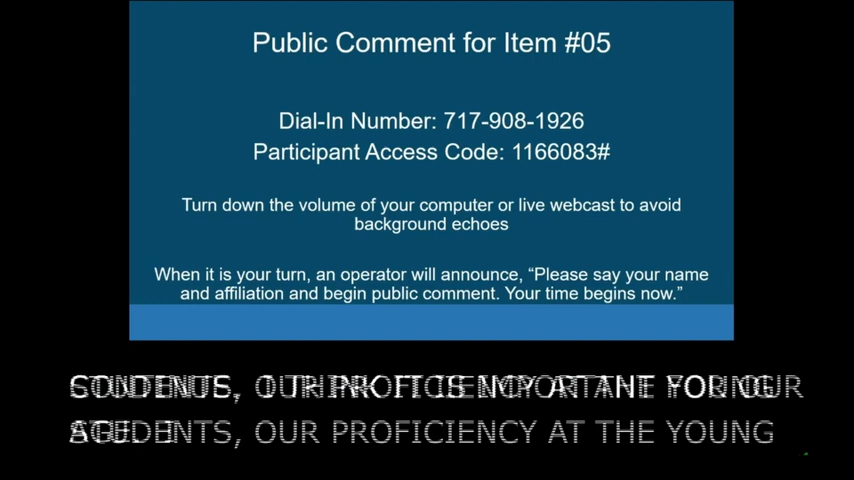 Public Comment for Item #05
Dial-In Number: 717-908-1926
Participant Access Code: 1166083#
Turn down the volume of your computer or live webcast to avoid
background echoes
When it is your turn, an operator will announce, “Please say your name
and affiliation and begin public comment. Your time begins now.”
STUDENTS, OUR PROFICIENCY AT THE YOUNG